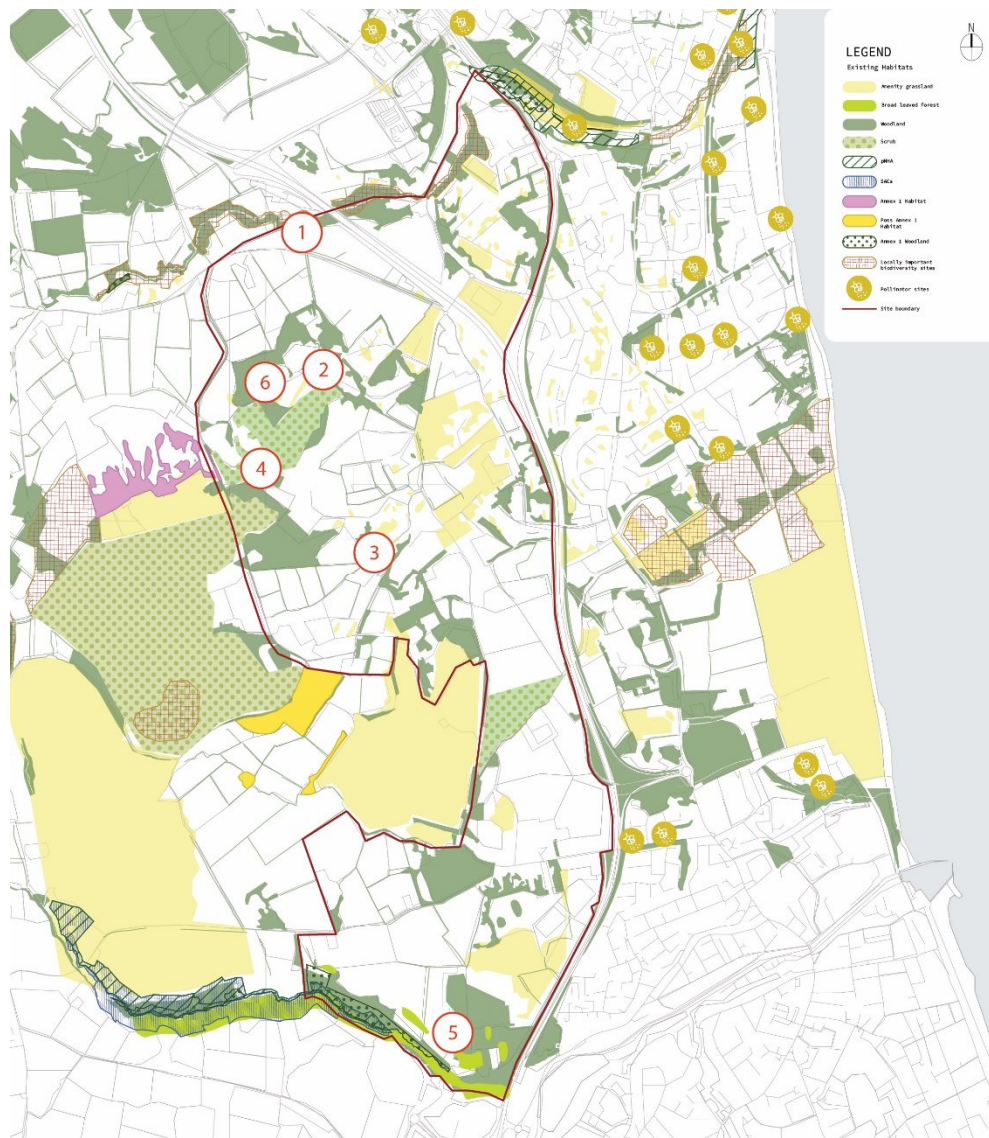 N
LEGEND
Existing Habitats
Amenity grassland
Broad leaved forest
Woodland
Scrub
pNHA
SACs
Annex 1 Habitat
Poss Annex 1
Habitat
Annex 1 Woodland
Locally important
biodiversity sites
Pollinator sites
Site boundary
1
2
6
4
3
5